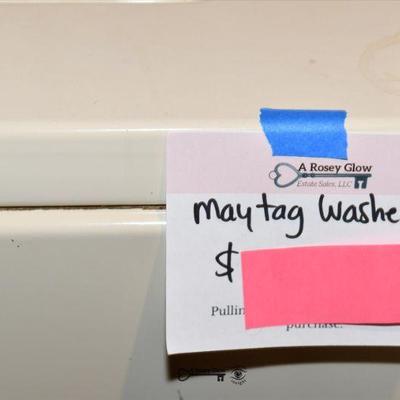 A Rosey Glow
Estate Sales, LLC
Maytag Washe
$
Pullin
purchase.